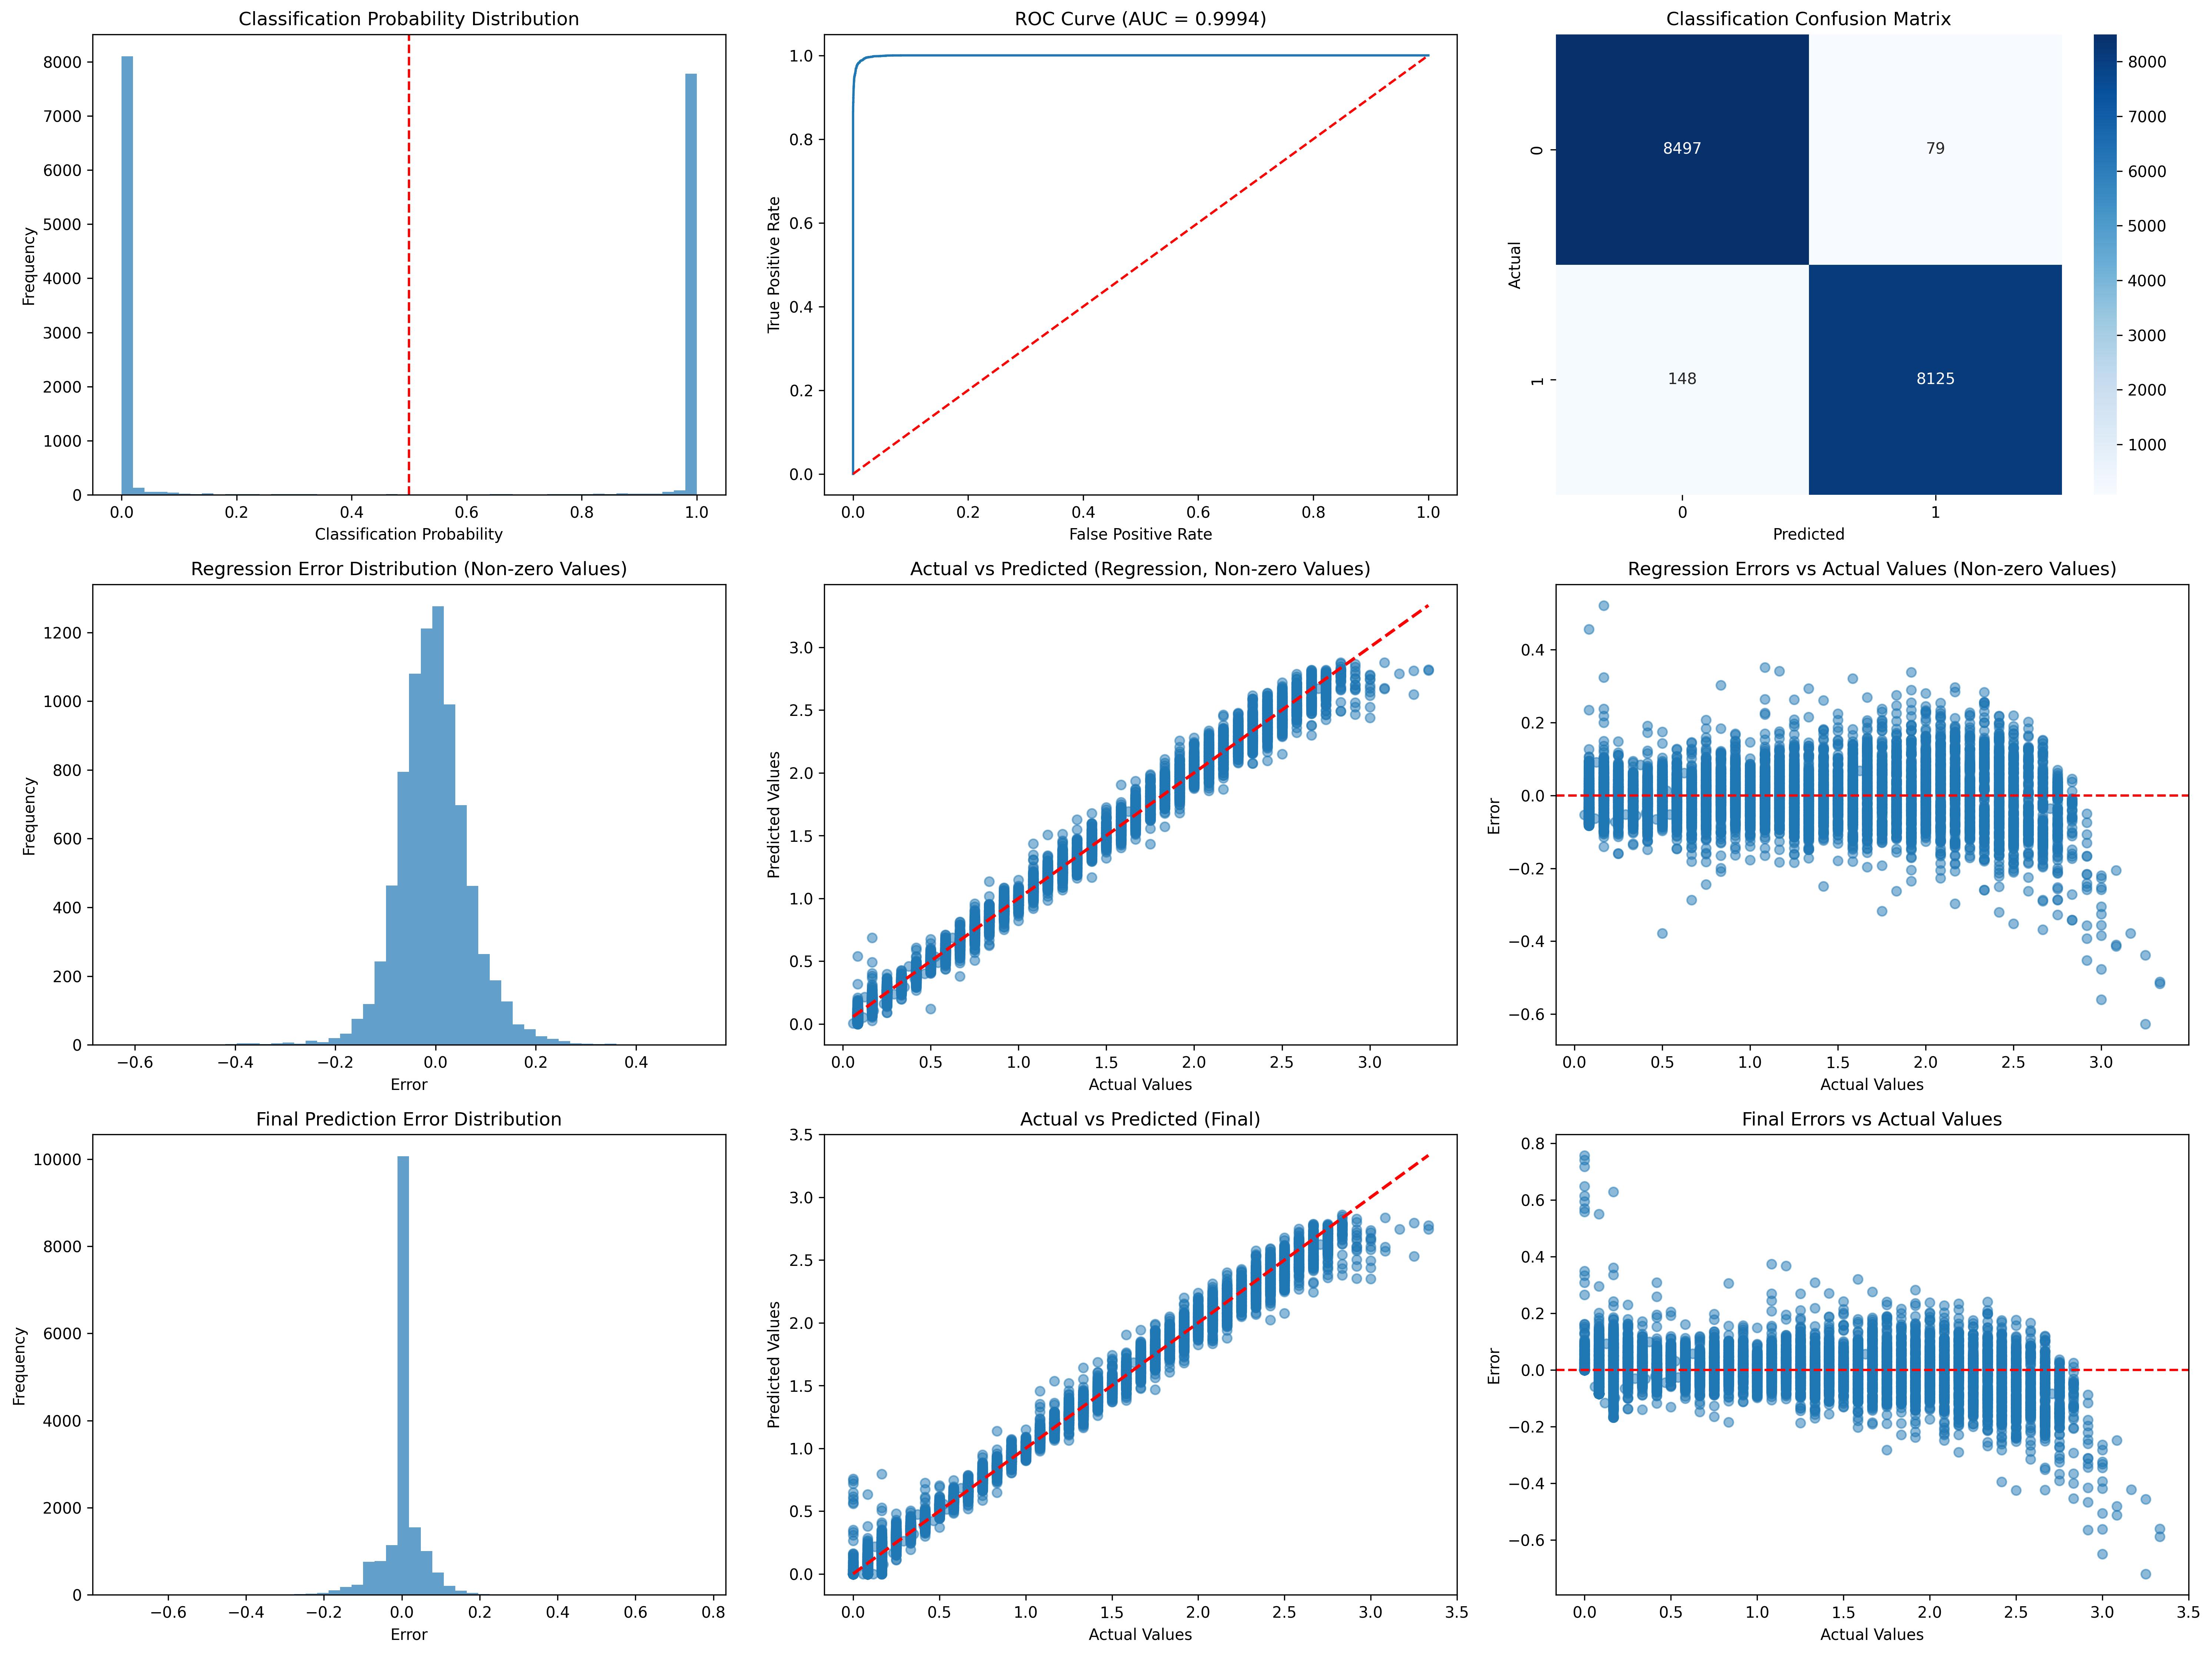 Classification Probability Distribution
8000
7000
6000
5000
4000
3000
2000
1000
0
Frequency
0.0 0.2 0.4 0.6 0.8 1.0
Classification Probability
ROC Curve (AUC = 0.9994)
1.0
0.8
0.6
0.4
0.2
0.0
True Positive Rate
0.0 0.2 0.4 0.6 0.8 1.0
False Positive Rate
Classification Confusion Matrix
8497 79
148 8125
0
1
Actual
0 1
Predicted
8000
7000
6000
5000
4000
3000
2000
1000
Regression Error Distribution (Non-zero Values)
1200
1000
800
600
400
200
0
Frequency
−0.6 −0.4 −0.2 0.0 0.2 0.4
Error
Actual vs Predicted (Regression, Non-zero Values)
3.0
2.5
2.0
1.5
1.0
0.5
0.0
Predicted Values
0.0 0.5 1.0 1.5 2.0 2.5 3.0
Actual Values
Regression Errors vs Actual Values (Non-zero Values)
0.4
0.2
0.0
−0.2
−0.4
−0.6
Error
0.0 0.5 1.0 1.5 2.0 2.5 3.0
Actual Values
Final Prediction Error Distribution
10000
8000
6000
4000
2000
0
Frequency
−0.6 −0.4 −0.2 0.0 0.2 0.4 0.6 0.8
Error
Actual vs Predicted (Final)
3.5
3.0
2.5
2.0
1.5
1.0
0.5
0.0
Predicted Values
0.0 0.5 1.0 1.5 2.0 2.5 3.0 3.5
Actual Values
Final Errors vs Actual Values
0.8
0.6
0.4
0.2
0.0
−0.2
−0.4
−0.6
Error
0.0 0.5 1.0 1.5 2.0 2.5 3.0 3.5
Actual Values